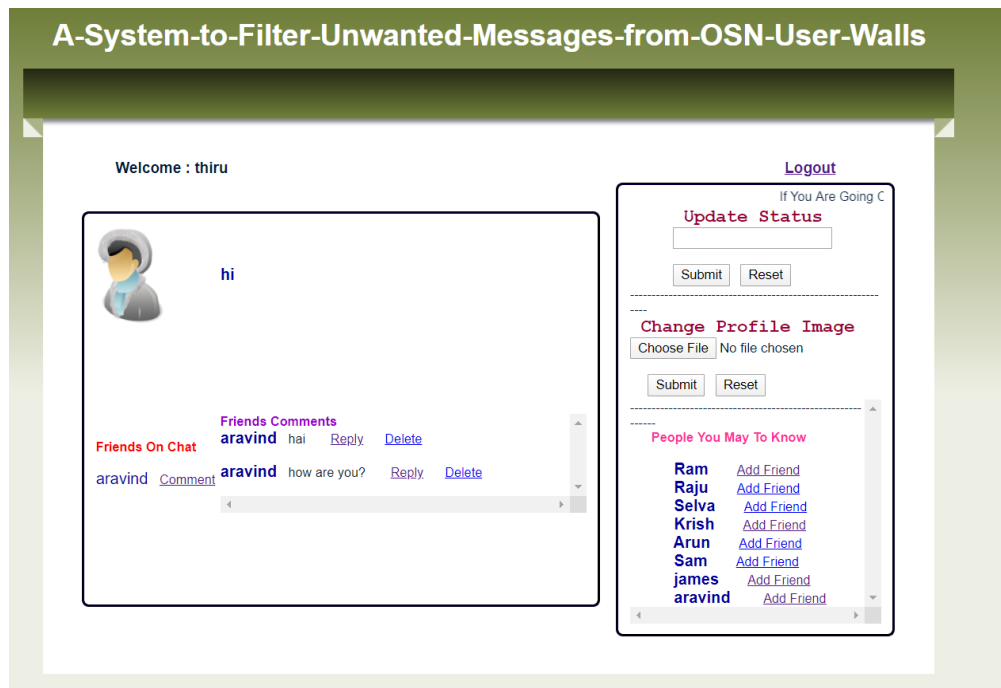 A-System-to-Filter-Unwanted-Messages-from-OSN-User-Walls
Welcome : thiru
Logout
hi
Friends On Chat
aravind Comment
Friends Comments
aravind hai Reply Delete
aravind how are you? Reply Delete
If You Are Going
Update Status
Submit Reset
-----------------------------------------------------------
----
Change Profile Image
Choose File No file chosen
Submit Reset
-------------------------------------------------------
------
People You May To Know
Ram Add Friend
Raju Add Friend
Selva Add Friend
Krish Add Friend
Arun Add Friend
Sam Add Friend
james Add Friend
aravind Add Friend